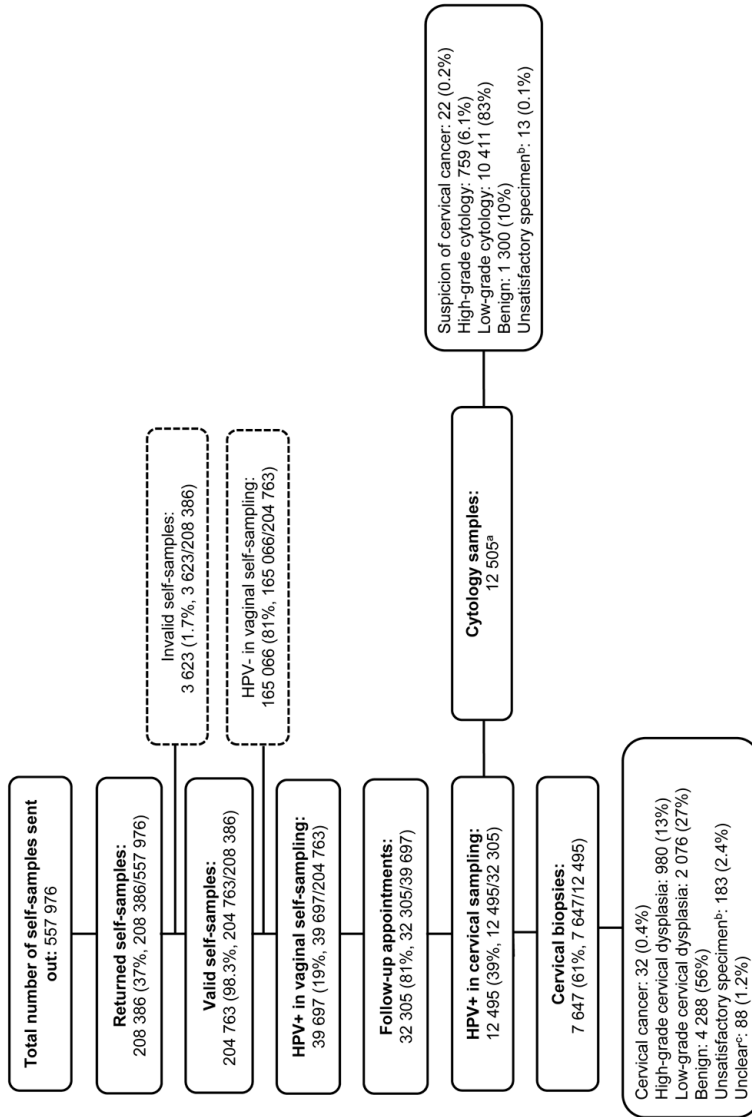 Total number of self-samples sent
out: 557 976
Returned self-samples:
208 386 (37%, 208 386/557 976)
Invalid self-samples:
3 623 (1.7%, 3 623/208 386)
Valid self-samples:
204 763 (98.3%, 204 763/208 386)
HPV- in vaginal self-sampling:
165 066 (81%, 165 066/204 763)
HPV+ in vaginal self-sampling:
39 697 (19%, 39 697/204 763)
Follow-up appointments:
32 305 (81%, 32 305/39 697)
HPV+ in cervical sampling:
12 495 (39%, 12 495/32 305)
Cytology samples:
12 505ᵃ
Suspicion of cervical cancer: 22 (0.2%)
High-grade cytology: 759 (6.1%)
Low-grade cytology: 10 411 (83%)
Benign: 1 300 (10%)
Unsatisfactory specimenᵇ: 13 (0.1%)
Cervical biopsies:
7 647 (61%, 7 647/12 495)
Cervical cancer: 32 (0.4%)
High-grade cervical dysplasia: 980 (13%)
Low-grade cervical dysplasia: 2 076 (27%)
Benign: 4 288 (56%)
Unsatisfactory specimenᵇ: 183 (2.4%)
Unclearᶜ: 88 (1.2%)